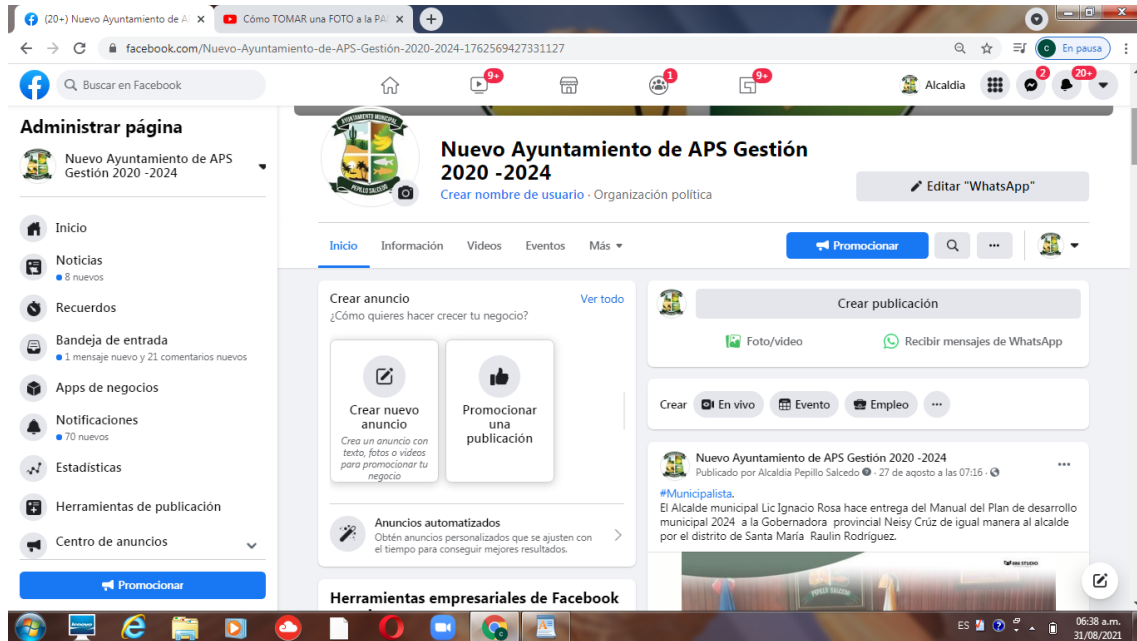 (20+) Nuevo Ayuntamiento de A
Cómo TOMAR una FOTO a la PA
facebook.com/Nuevo-Ayuntamiento-de-APS-Gestión-2020-2024-1762569427331127
C
En pausa
Buscar en Facebook
9+
1
9+
Alcaldia
2
20+
Administrar página
Nuevo Ayuntamiento de APS
Gestión 2020 -2024
Inicio
Noticias
8 nuevos
Recuerdos
Bandeja de entrada
1 mensaje nuevo y 21 comentarios nuevos
Apps de negocios
Notificaciones
70 nuevos
Estadísticas
Herramientas de publicación
Centro de anuncios
Promocionar
AYUNTAMIENTO MUNICIPAL
PEPILLO SALCEDO
Nuevo Ayuntamiento de APS Gestión
2020 -2024
Crear nombre de usuario · Organización política
Editar "WhatsApp"
Inicio Información Videos Eventos Más
Promocionar
Crear anuncio Ver todo
¿Cómo quieres hacer crecer tu negocio?
Crear nuevo
anuncio
Crea un anuncio con
texto, fotos o videos
para promocionar tu
negocio
Promocionar
una
publicación
Anuncios automatizados
Obtén anuncios personalizados que se ajusten con
el tiempo para conseguir mejores resultados.
Herramientas empresariales de Facebook
Crear publicación
Foto/video
Recibir mensajes de WhatsApp
Crear En vivo Evento Empleo
Nuevo Ayuntamiento de APS Gestión 2020 -2024
Publicado por Alcaldia Pepillo Salcedo · 27 de agosto a las 07:16 ·
#Municipalista.
El Alcalde municipal Lic Ignacio Rosa hace entrega del Manual del Plan de desarrollo
municipal 2024 a la Gobernadora provincial Neisy Crúz de igual manera al alcalde
por el distrito de Santa María Raulin Rodríguez.
PEPILLO SALCEDO
ES
06:38 a.m.
31/08/2021